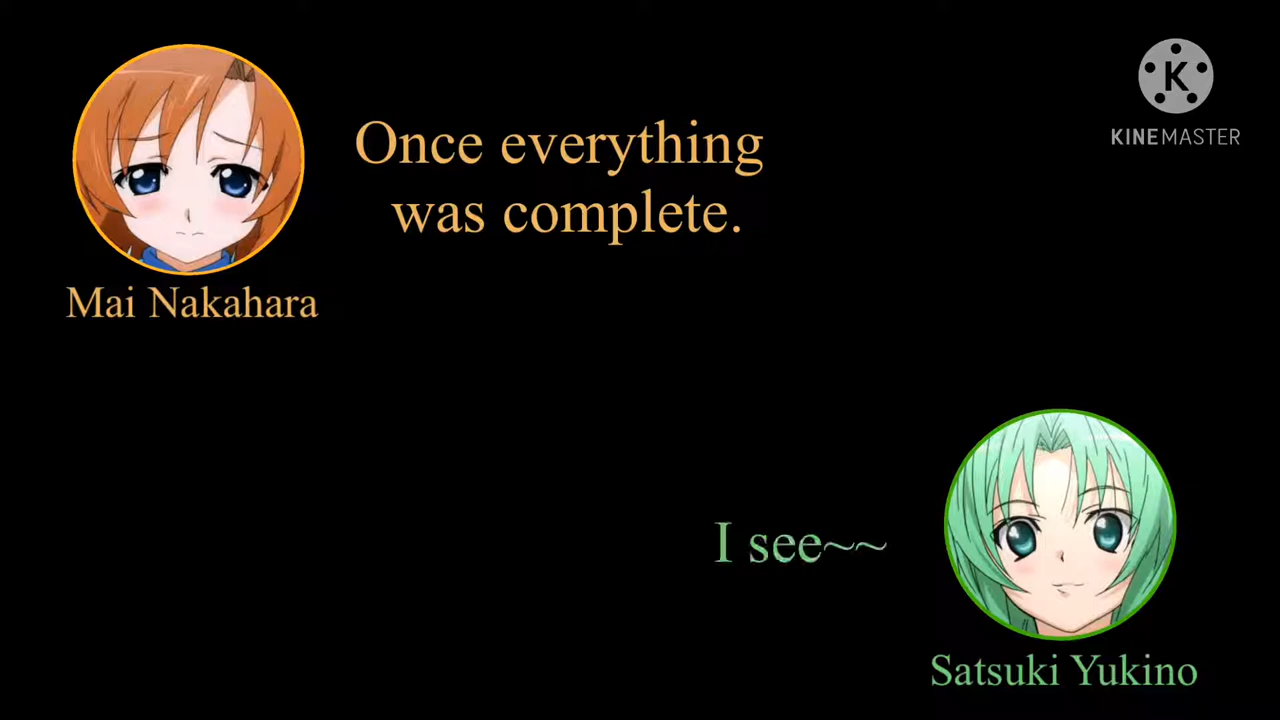 K
KINEMASTER
Once everything
was complete.
Mai Nakahara
I see~~
Satsuki Yukino